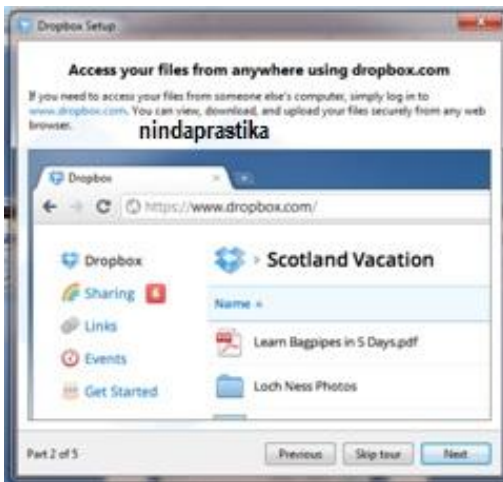 Dropbox Setup
Access your files from anywhere using dropbox.com
If you need to access your files from someone else's computer, simply log in to
www.dropbox.com. You can view, download, and upload your files securely from any web
browser.
nindaprastika
Dropbox
https://www.dropbox.com/
Dropbox
Sharing
Links
Events
Get Started
Scotland Vacation
Name
Learn Bagpipes in 5 Days.pdf
Loch Ness Photos
Part 2 of 5
Previous
Skip tour
Next